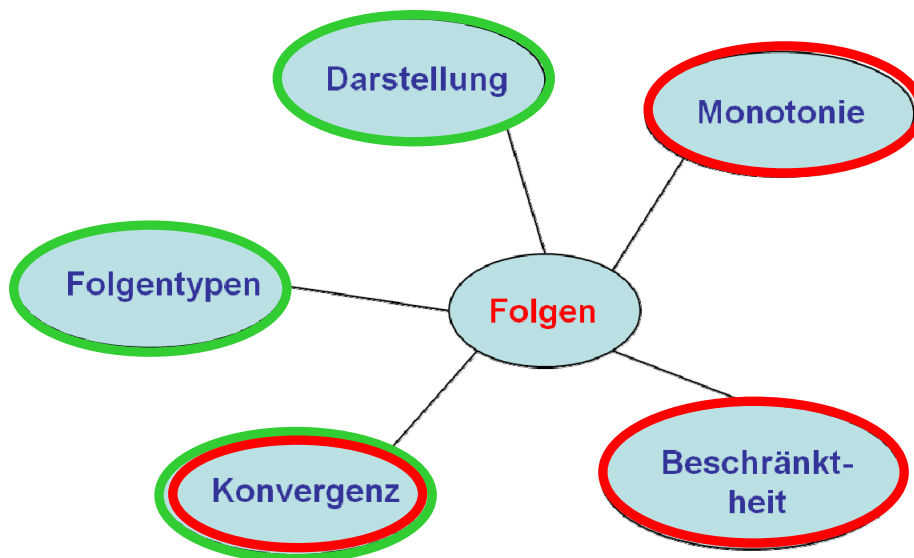 Darstellung
Monotonie
Folgentypen
Folgen
Konvergenz
Beschränkt-
heit